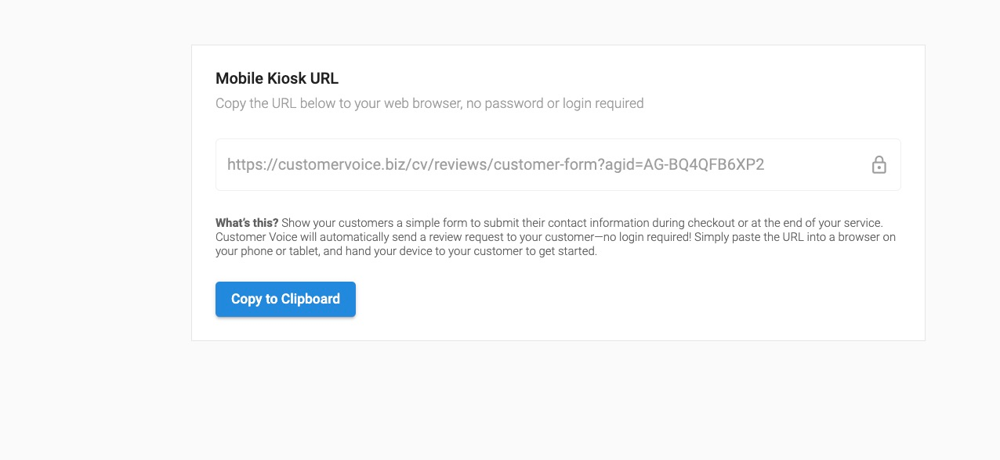 Mobile Kiosk URL
Copy the URL below to your web browser, no password or login required
https://customervoice.biz/cv/reviews/customer-form?agid=AG-BQ4QFB6XP2
What's this? Show your customers a simple form to submit their contact information during checkout or at the end of your service.
Customer Voice will automatically send a review request to your customer—no login required! Simply paste the URL into a browser on
your phone or tablet, and hand your device to your customer to get started.
Copy to Clipboard